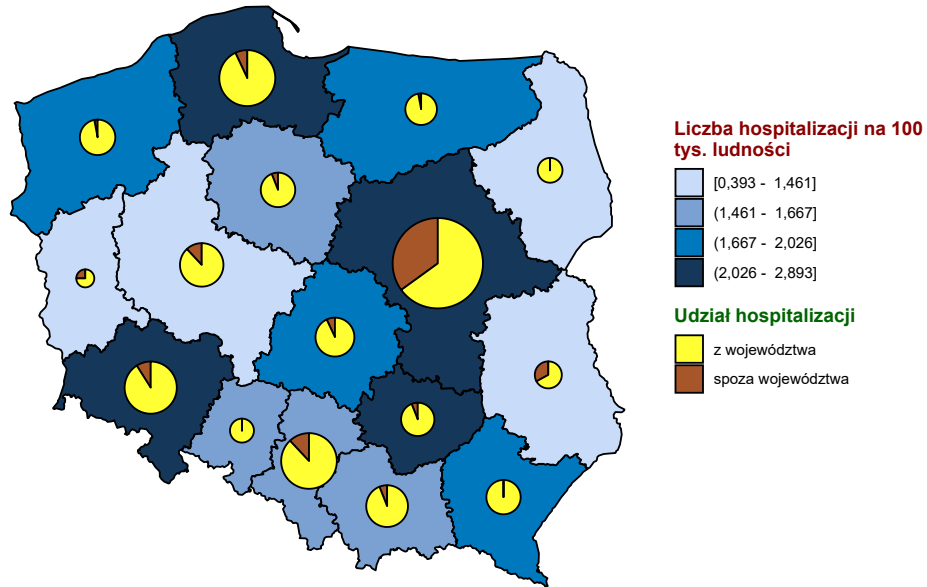 Liczba hospitalizacji na 100
tys. ludności
[0,393 - 1,461]
(1,461 - 1,667]
(1,667 - 2,026]
(2,026 - 2,893]
Udział hospitalizacji
z województwa
spoza województwa